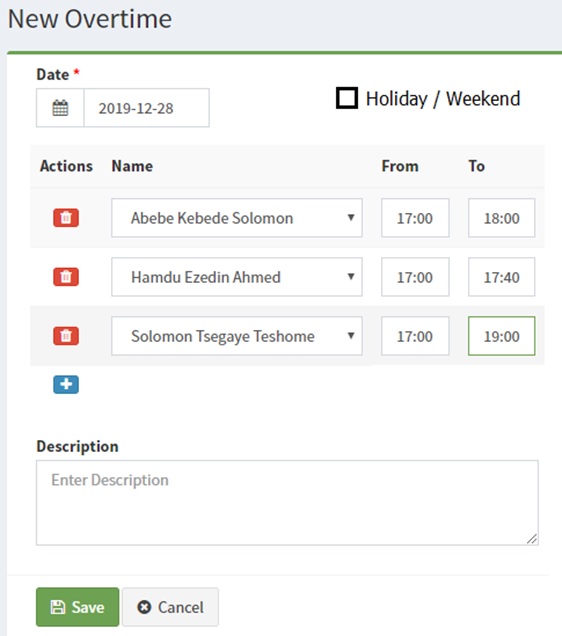 New Overtime
Date *
2019-12-28
Holiday / Weekend
Actions Name From To
Abebe Kebede Solomon 17:00 18:00
Hamdu Ezedin Ahmed 17:00 17:40
Solomon Tsegaye Teshome 17:00 19:00
Description
Enter Description
Save Cancel